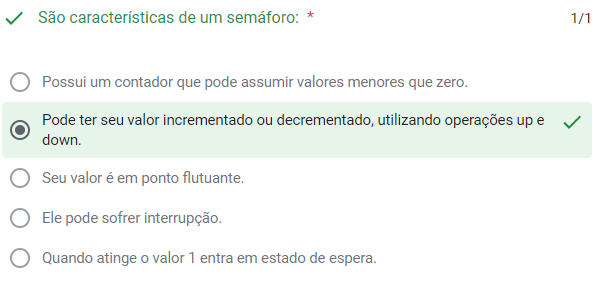 São características de um semáforo: * 1/1
Possui um contador que pode assumir valores menores que zero.
Pode ter seu valor incrementado ou decrementado, utilizando operações up e
down.
Seu valor é em ponto flutuante.
Ele pode sofrer interrupção.
Quando atinge o valor 1 entra em estado de espera.